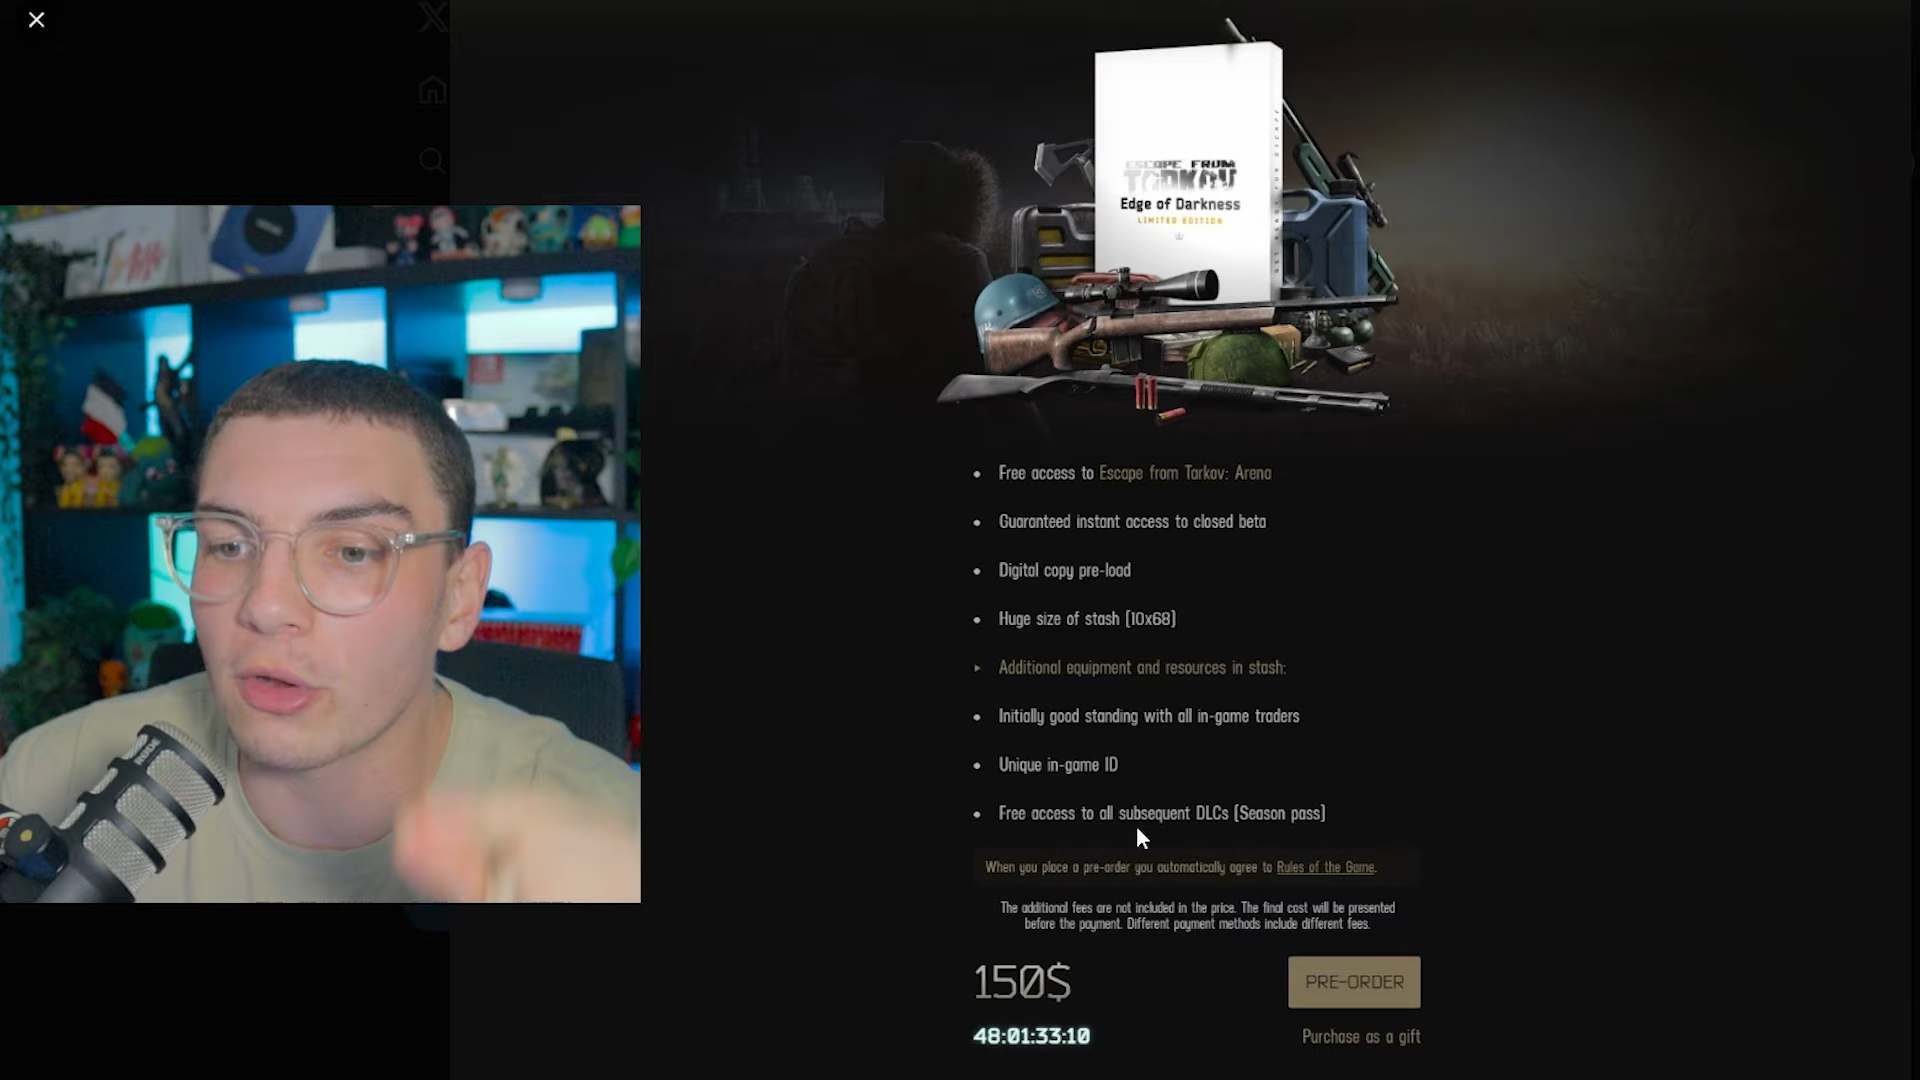 ESCAPE FROM
TARKOV
Edge of Darkness
LIMITED EDITION
GET READY FOR ESCAPE
Free access to Escape from Tarkov: Arena
Guaranteed instant access to closed beta
Digital copy pre-load
Huge size of stash (10x68)
Additional equipment and resources in stash:
Initially good standing with all in-game traders
Unique in-game ID
Free access to all subsequent DLCs (Season pass)
When you place a pre-order you automatically agree to Rules of the Game.
The additional fees are not included in the price. The final cost will be presented
before the payment. Different payment methods include different fees.
150$
PRE-ORDER
48:01:33:10
Purchase as a gift
RØDE